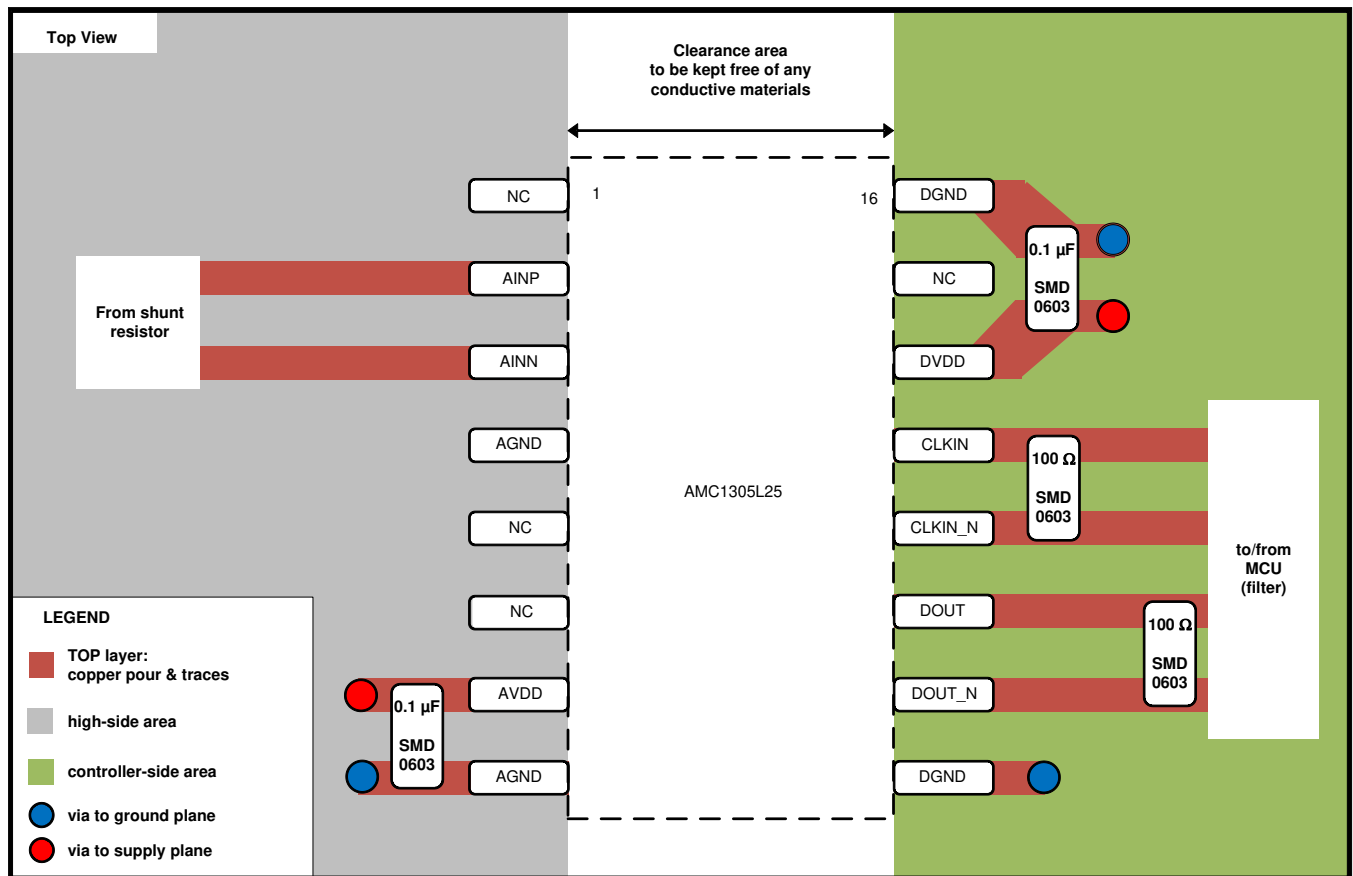 Top View
Clearance area
to be kept free of any
conductive materials
NC
1
16
DGND
AINP
NC
0.1 µF
SMD
0603
From shunt
resistor
AINN
DVDD
AGND
CLKIN
100 Ω
SMD
0603
AMC1305L25
NC
CLKIN_N
to/from
MCU
(filter)
NC
DOUT
100 Ω
SMD
0603
AVDD
DOUT_N
0.1 µF
SMD
0603
AGND
DGND
LEGEND
TOP layer:
copper pour & traces
high-side area
controller-side area
via to ground plane
via to supply plane